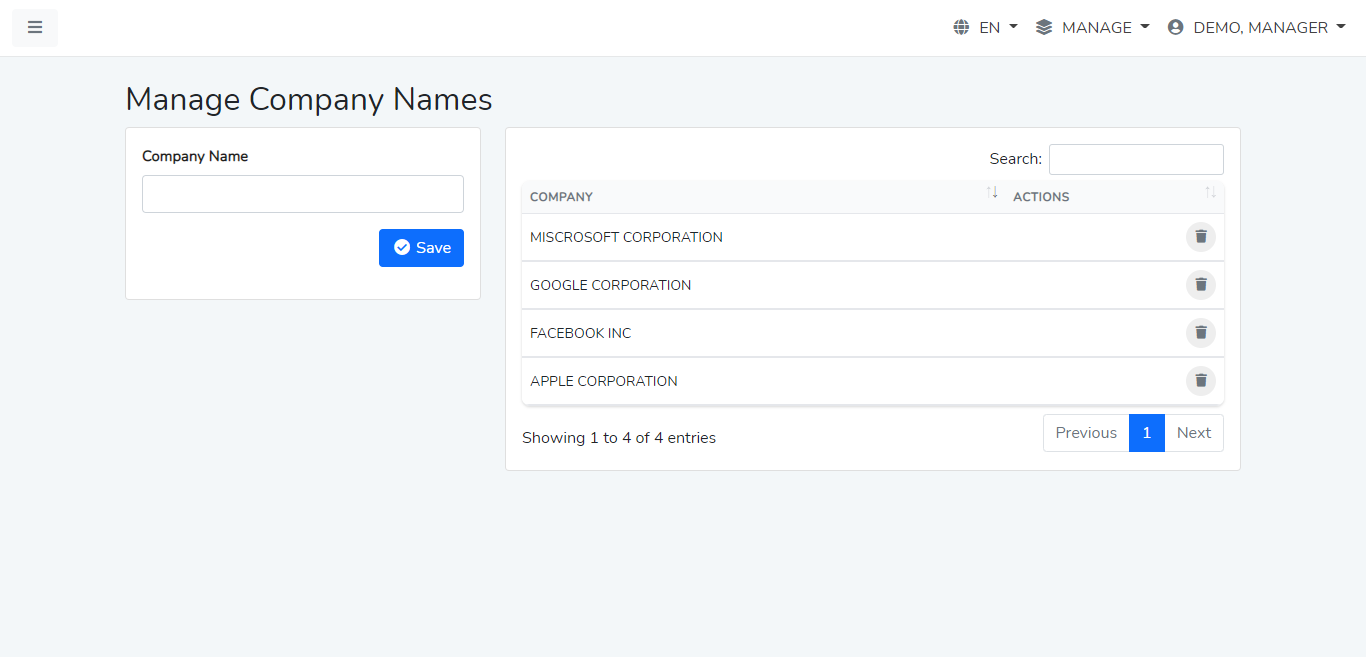 EN MANAGE DEMO, MANAGER
Manage Company Names
Company Name
Save
Search:
COMPANY ACTIONS
MISCROSOFT CORPORATION
GOOGLE CORPORATION
FACEBOOK INC
APPLE CORPORATION
Showing 1 to 4 of 4 entries
Previous 1 Next